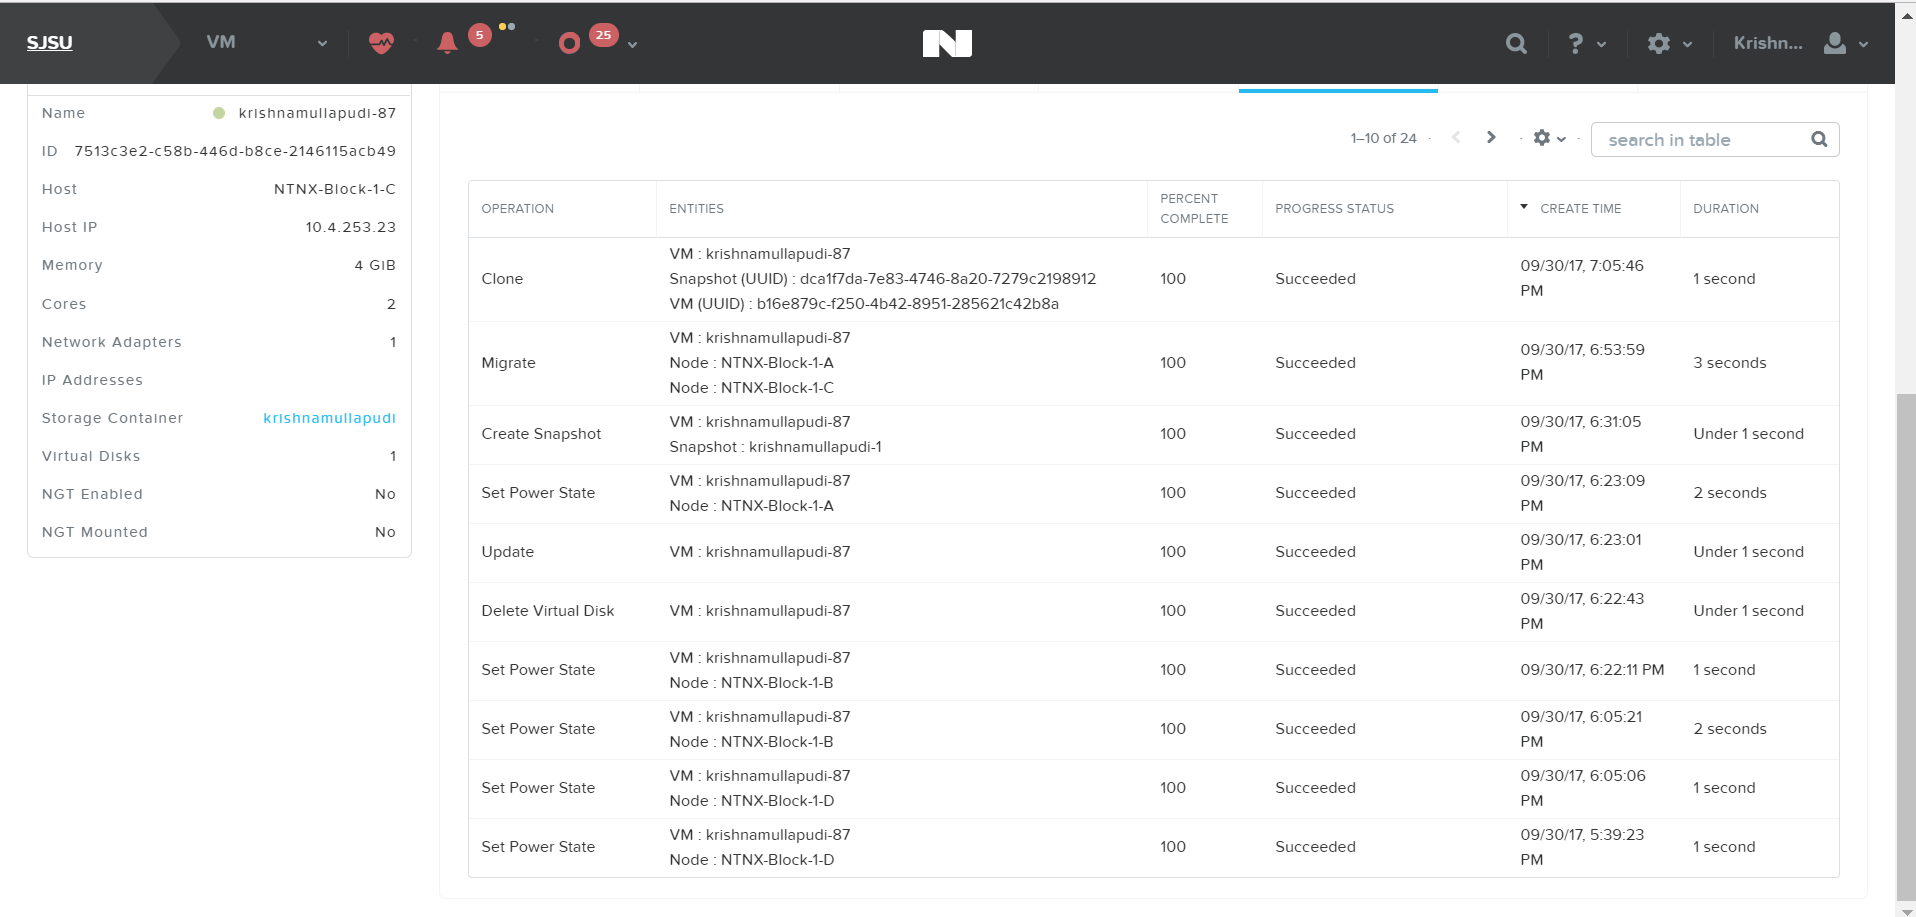 SJSU
VM
5
25
?
Krishn...
Name krishnamullapudi-87
ID 7513c3e2-c58b-446d-b8ce-2146115acb49
Host NTNX-Block-1-C
Host IP 10.4.253.23
Memory 4 GiB
Cores 2
Network Adapters 1
IP Addresses
Storage Container krishnamullapudi
Virtual Disks 1
NGT Enabled No
NGT Mounted No
1–10 of 24
search in table
OPERATION
ENTITIES
PERCENT
COMPLETE
PROGRESS STATUS
CREATE TIME
DURATION
Clone
VM : krishnamullapudi-87
Snapshot (UUID) : dca1f7da-7e83-4746-8a20-7279c2198912
VM (UUID) : b16e879c-f250-4b42-8951-285621c42b8a
100
Succeeded
09/30/17, 7:05:46
PM
1 second
Migrate
VM : krishnamullapudi-87
Node : NTNX-Block-1-A
Node : NTNX-Block-1-C
100
Succeeded
09/30/17, 6:53:59
PM
3 seconds
Create Snapshot
VM : krishnamullapudi-87
Snapshot : krishnamullapudi-1
100
Succeeded
09/30/17, 6:31:05
PM
Under 1 second
Set Power State
VM : krishnamullapudi-87
Node : NTNX-Block-1-A
100
Succeeded
09/30/17, 6:23:09
PM
2 seconds
Update
VM : krishnamullapudi-87
100
Succeeded
09/30/17, 6:23:01
PM
Under 1 second
Delete Virtual Disk
VM : krishnamullapudi-87
100
Succeeded
09/30/17, 6:22:43
PM
Under 1 second
Set Power State
VM : krishnamullapudi-87
Node : NTNX-Block-1-B
100
Succeeded
09/30/17, 6:22:11 PM
1 second
Set Power State
VM : krishnamullapudi-87
Node : NTNX-Block-1-B
100
Succeeded
09/30/17, 6:05:21
PM
2 seconds
Set Power State
VM : krishnamullapudi-87
Node : NTNX-Block-1-D
100
Succeeded
09/30/17, 6:05:06
PM
1 second
Set Power State
VM : krishnamullapudi-87
Node : NTNX-Block-1-D
100
Succeeded
09/30/17, 5:39:23
PM
1 second